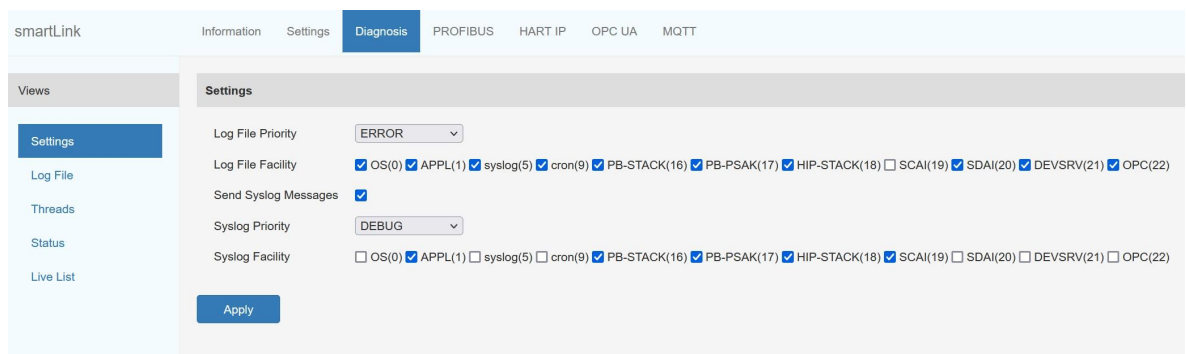 smartLink Information Settings Diagnosis PROFIBUS HART IP OPC UA MQTT
Views
Settings
Log File
Threads
Status
Live List
Settings
Log File Priority ERROR
Log File Facility OS(0) APPL(1) syslog(5) cron(9) PB-STACK(16) PB-PSAK(17) HIP-STACK(18) SCAI(19) SDAI(20) DEVSRV(21) OPC(22)
Send Syslog Messages
Syslog Priority DEBUG
Syslog Facility OS(0) APPL(1) syslog(5) cron(9) PB-STACK(16) PB-PSAK(17) HIP-STACK(18) SCAI(19) SDAI(20) DEVSRV(21) OPC(22)
Apply